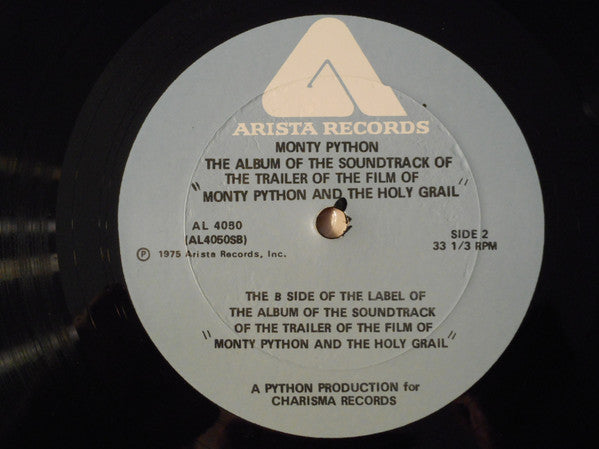 ARISTA RECORDS
MONTY PYTHON
THE ALBUM OF THE SOUNDTRACK OF
THE TRAILER OF THE FILM OF
"MONTY PYTHON AND THE HOLY GRAIL"
AL 4050 SIDE 2
(AL4050SB) 33 1/3 RPM
Ⓟ 1975 Arista Records, Inc.
THE B SIDE OF THE LABEL OF
THE ALBUM OF THE SOUNDTRACK
OF THE TRAILER OF THE FILM OF
"MONTY PYTHON AND THE HOLY GRAIL"
A PYTHON PRODUCTION for
CHARISMA RECORDS